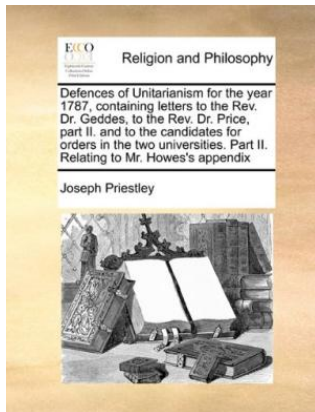 ECCO
Religion and Philosophy
Defences of Unitarianism for the year
1787, containing letters to the Rev.
Dr. Geddes, to the Rev. Dr. Price,
part II. and to the candidates for
orders in the two universities. Part II.
Relating to Mr. Howes's appendix
Joseph Priestley